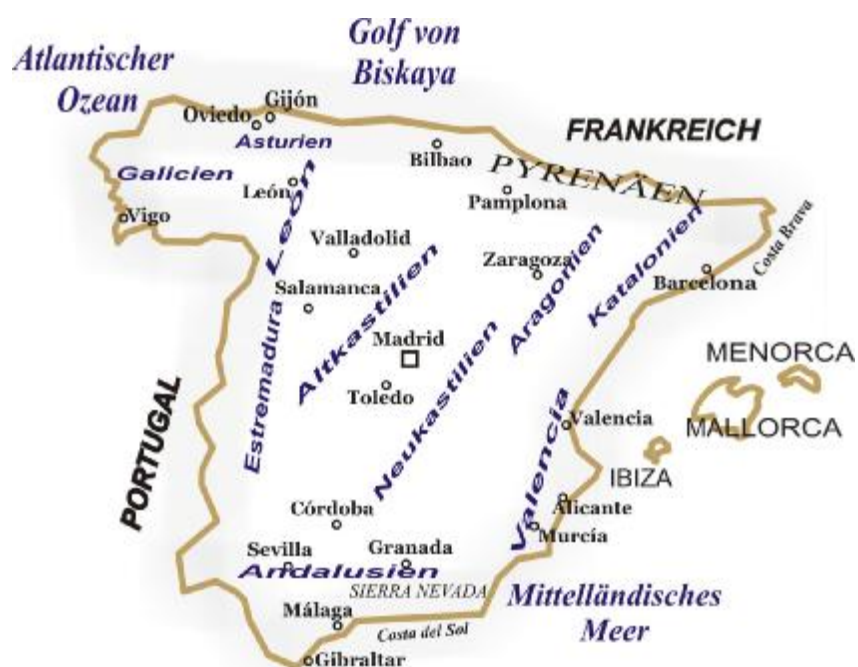 Golf von
Biskaya
Atlantischer
Ozean
Gijón
Oviedo
FRANKREICH
Asturien
Bilbao
PYRENÄEN
Galicien
León
León
Pamplona
Vigo
Costa Brava
Valladolid
Zaragoza
Aragonien
Katalonien
Barcelona
Salamanca
Altkastilien
Estremadura
Madrid
MENORCA
Toledo
Neukastilien
PORTUGAL
Valencia
Valencia
MALLORCA
IBIZA
Alicante
Córdoba
Murcía
Sevilla
Granada
Andalusien
SIERRA NEVADA
Mittelländisches
Meer
Málaga
Costa del Sol
Gibraltar